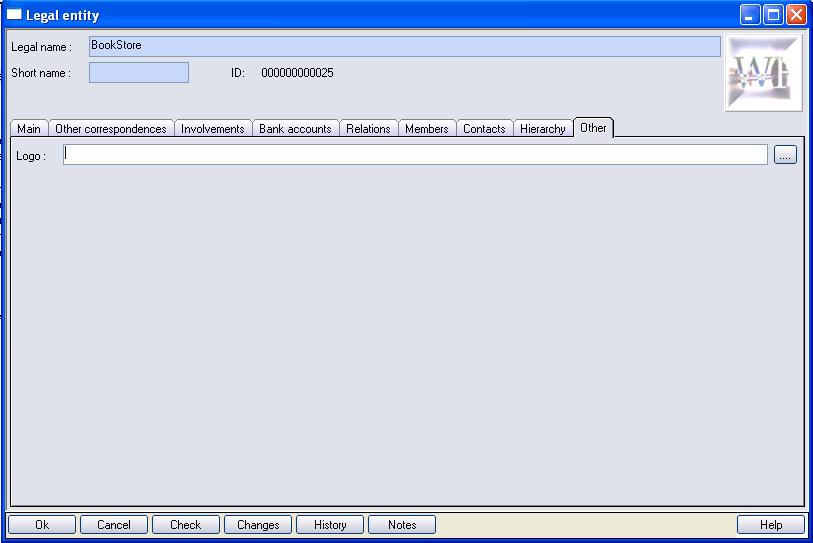 Legal entity
Legal name : BookStore
Short name : ID: 000000000025
Main Other correspondences Involvements Bank accounts Relations Members Contacts Hierarchy Other
Logo : ....
Ok Cancel Check Changes History Notes Help